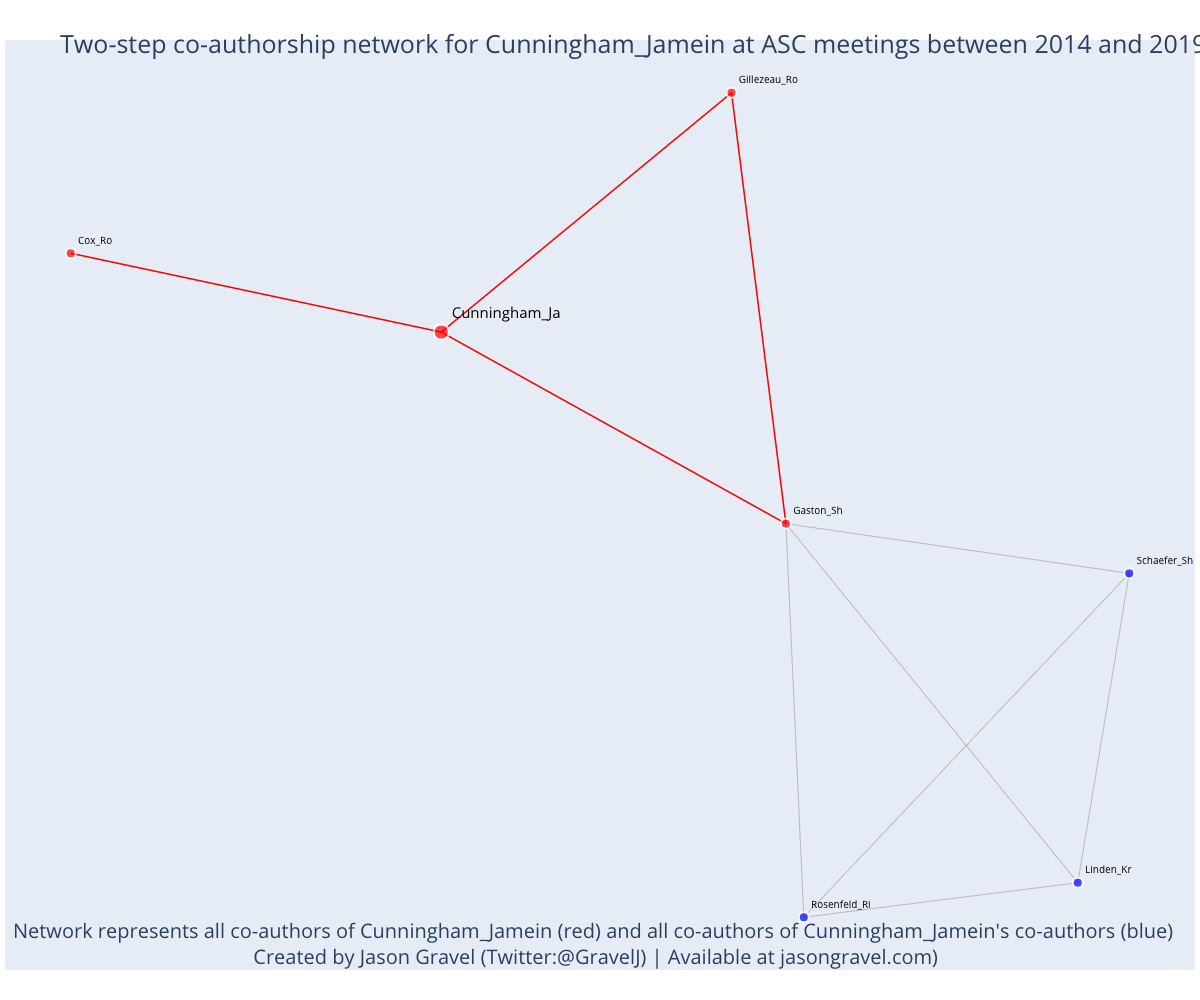 Two-step co-authorship network for Cunningham_Jamein at ASC meetings between 2014 and 2019
Gillezeau_Ro
Cox_Ro
Cunningham_Ja
Gaston_Sh
Schaefer_Sh
Linden_Kr
Rosenfeld_Ri
Network represents all co-authors of Cunningham_Jamein (red) and all co-authors of Cunningham_Jamein's co-authors (blue)
Created by Jason Gravel (Twitter:@GravelJ) | Available at jasongravel.com)